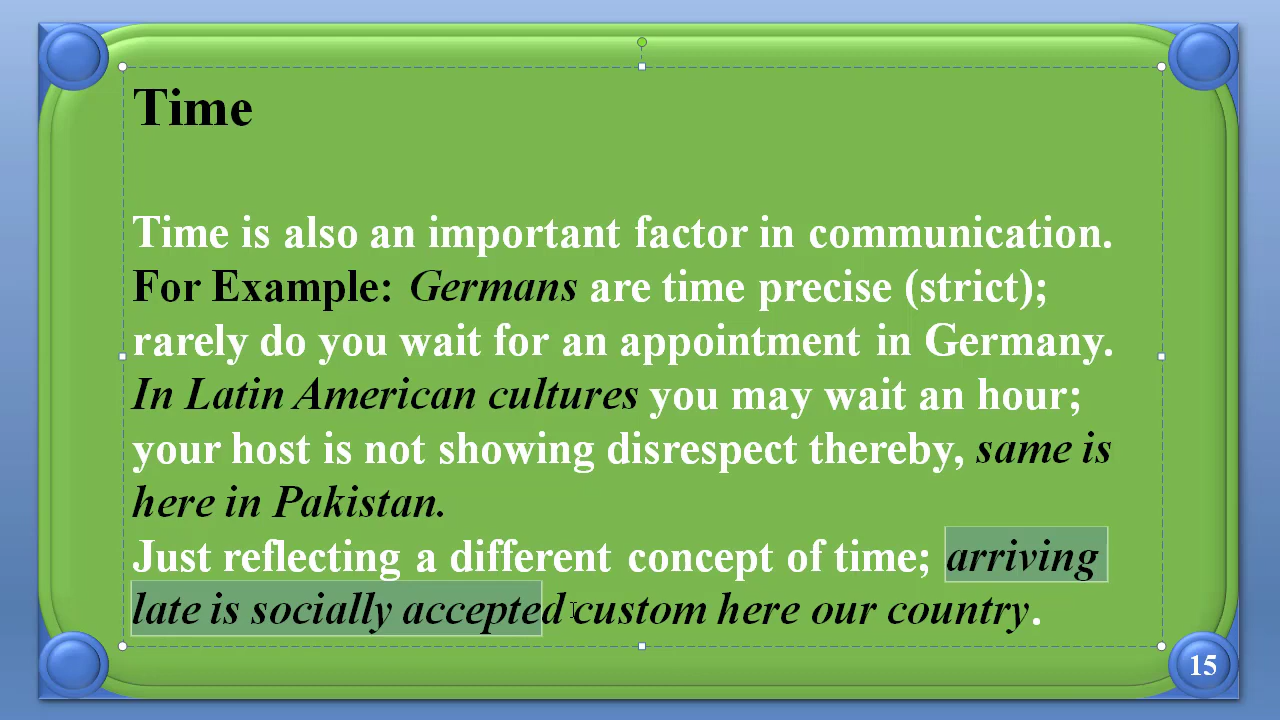 Time
Time is also an important factor in communication.
For Example: Germans are time precise (strict);
rarely do you wait for an appointment in Germany.
In Latin American cultures you may wait an hour;
your host is not showing disrespect thereby, same is
here in Pakistan.
Just reflecting a different concept of time; arriving
late is socially accepted custom here our country.
15